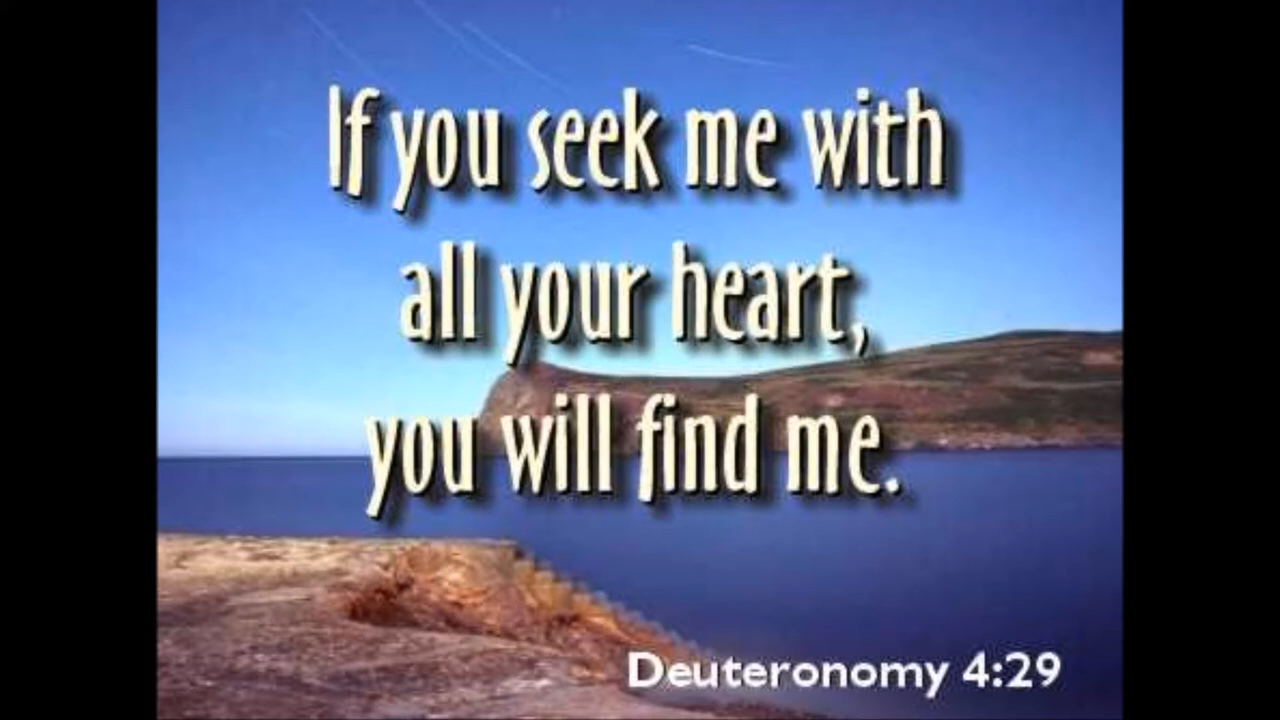 If you seek me with
all your heart,
you will find me.
Deuteronomy 4:29